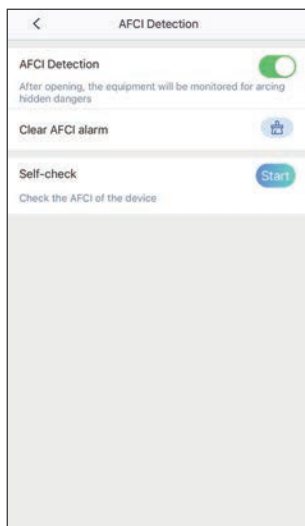 AFCI Detection
AFCI Detection
After opening, the equipment will be monitored for arcing
hidden dangers
Clear AFCI alarm
Self-check
Start
Check the AFCI of the device